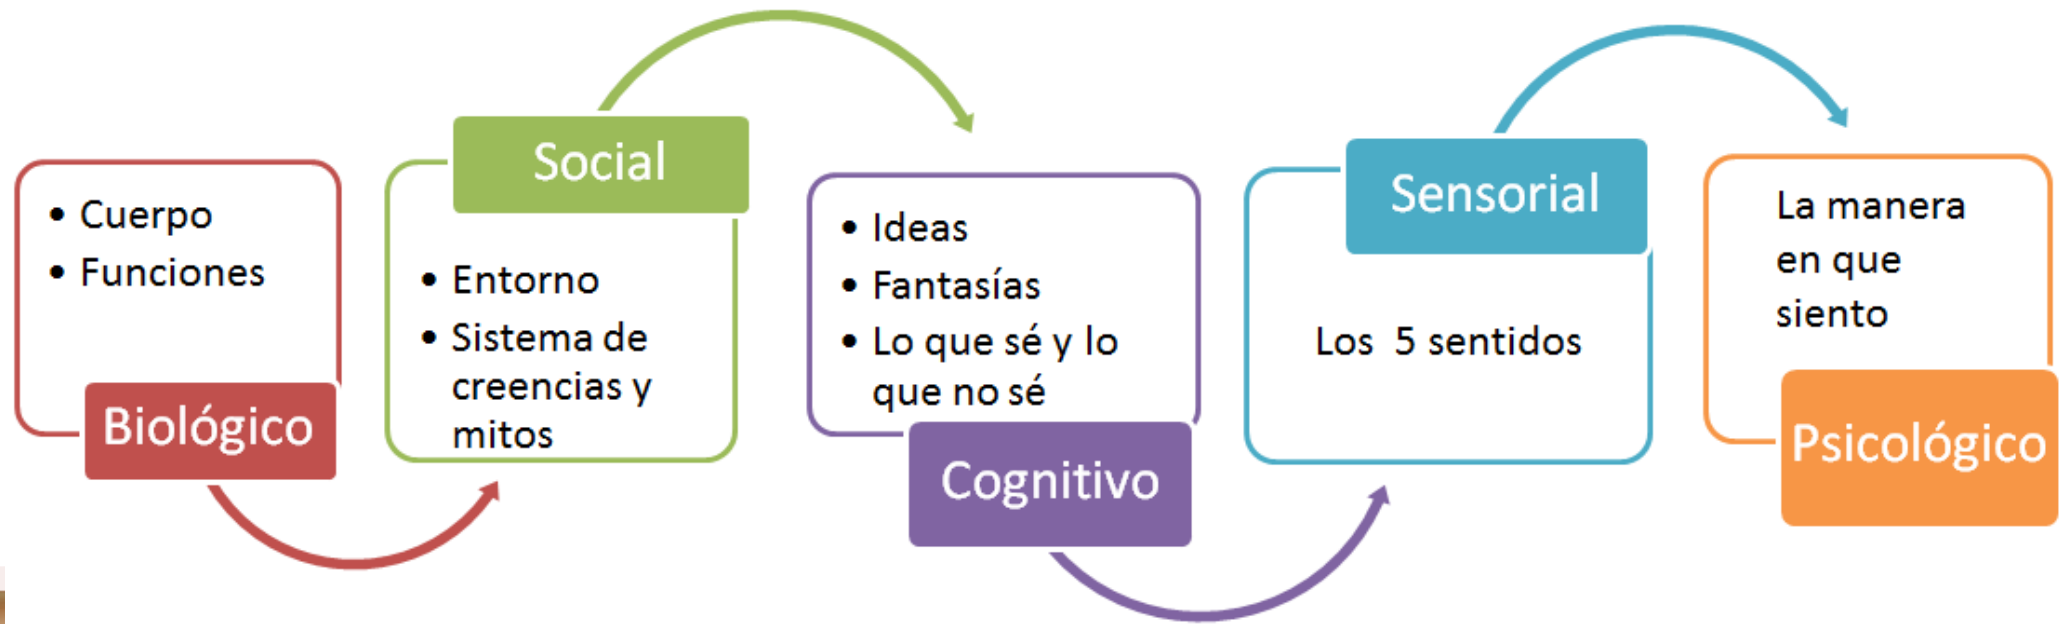 • Cuerpo
• Funciones
Biológico
Social
• Entorno
• Sistema de
creencias y
mitos
• Ideas
• Fantasías
• Lo que sé y lo
que no sé
Cognitivo
Sensorial
Los 5 sentidos
La manera
en que
siento
Psicológico